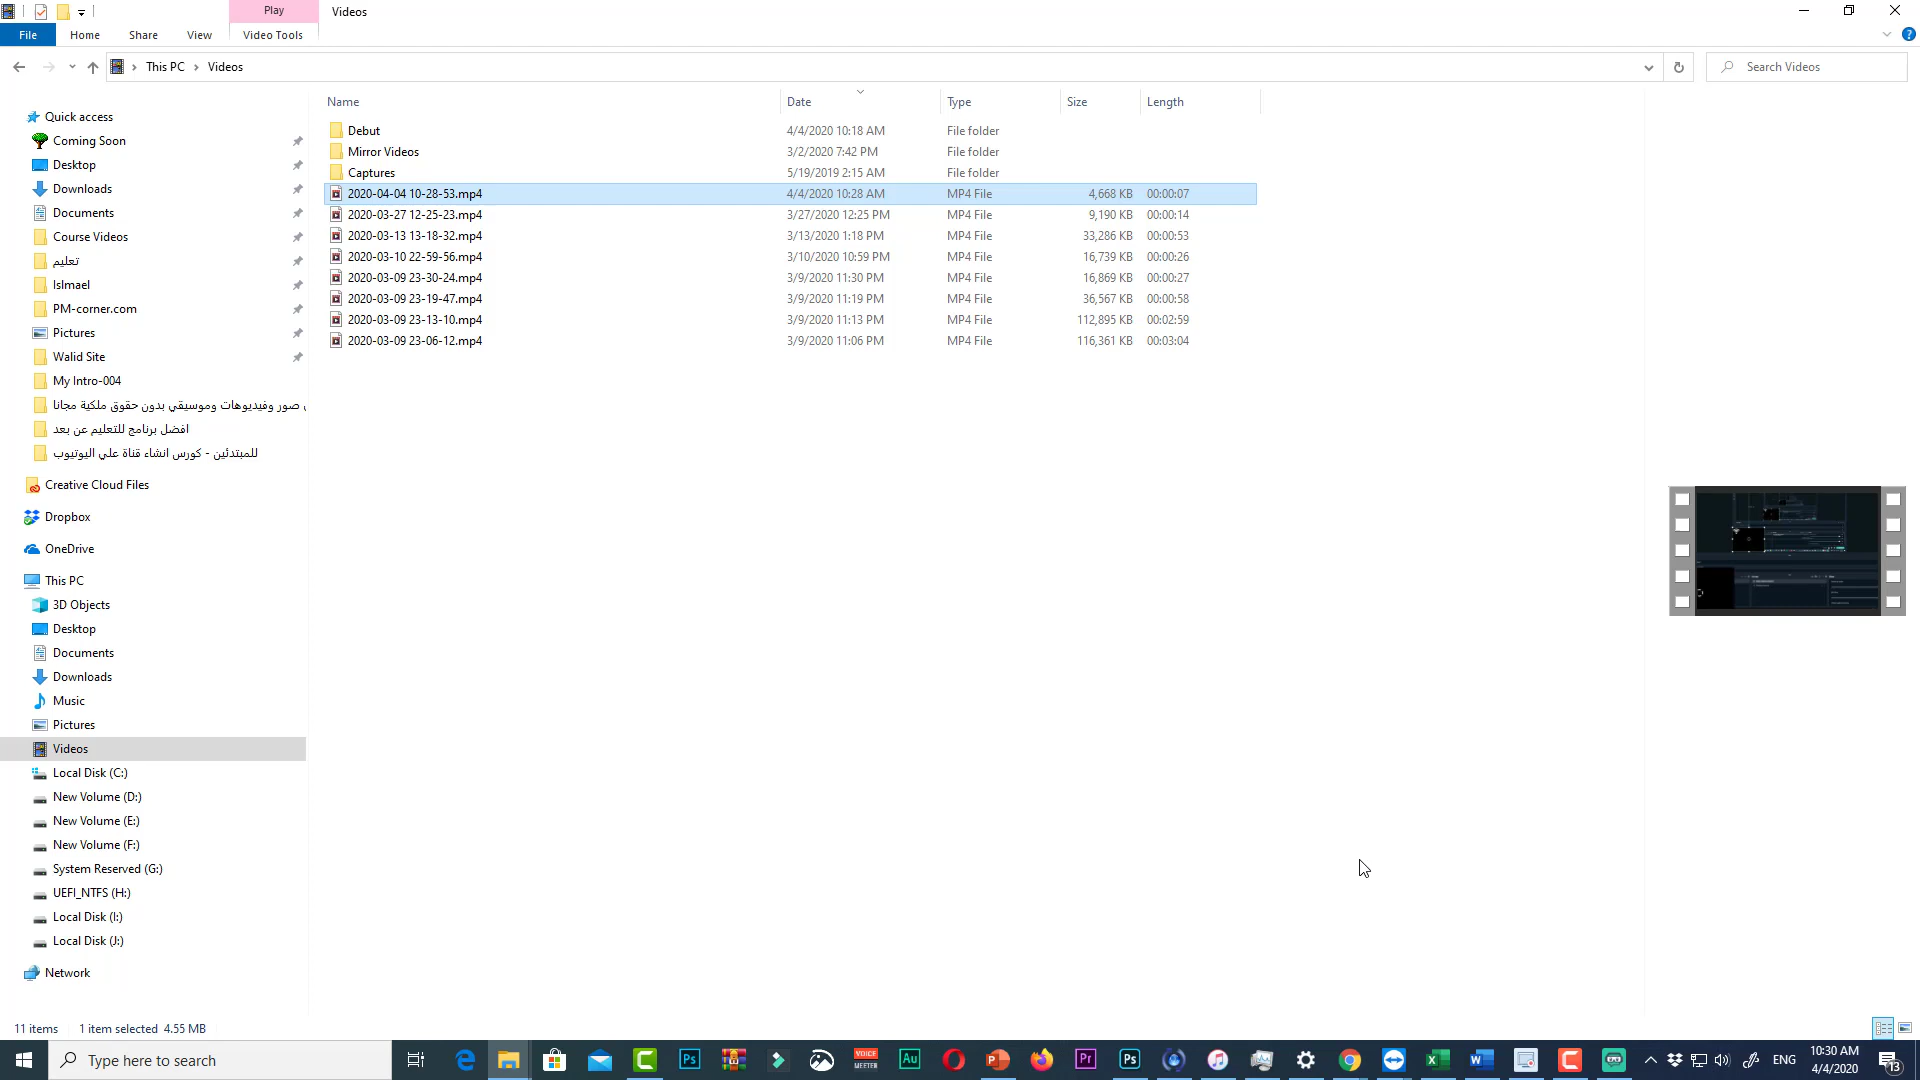 Play
Videos
File
Home
Share
View
Video Tools
This PC
Videos
Search Videos
Name
Date
Type
Size
Length
Debut
4/4/2020 10:18 AM
File folder
Mirror Videos
3/2/2020 7:42 PM
File folder
Captures
5/19/2019 2:15 AM
File folder
2020-04-04 10-28-53.mp4
4/4/2020 10:28 AM
MP4 File
4,668 KB
00:00:07
2020-03-27 12-25-23.mp4
3/27/2020 12:25 PM
MP4 File
9,190 KB
00:00:14
2020-03-13 13-18-32.mp4
3/13/2020 1:18 PM
MP4 File
33,286 KB
00:00:53
2020-03-10 22-59-56.mp4
3/10/2020 10:59 PM
MP4 File
16,739 KB
00:00:26
2020-03-09 23-30-24.mp4
3/9/2020 11:30 PM
MP4 File
16,869 KB
00:00:27
2020-03-09 23-19-47.mp4
3/9/2020 11:19 PM
MP4 File
36,567 KB
00:00:58
2020-03-09 23-13-10.mp4
3/9/2020 11:13 PM
MP4 File
112,895 KB
00:02:59
2020-03-09 23-06-12.mp4
3/9/2020 11:06 PM
MP4 File
116,361 KB
00:03:04
Quick access
Coming Soon
Desktop
Downloads
Documents
Course Videos
تعليم
Islmael
PM-corner.com
Pictures
Walid Site
My Intro-004
صور وفيديوهات وموسيقي بدون حقوق ملكية مجانا
افضل برنامج للتعليم عن بعد
للمبتدئين - كورس انشاء قناة علي اليوتيوب
Creative Cloud Files
Dropbox
OneDrive
This PC
3D Objects
Desktop
Documents
Downloads
Music
Pictures
Videos
Local Disk (C:)
New Volume (D:)
New Volume (E:)
New Volume (F:)
System Reserved (G:)
UEFI_NTFS (H:)
Local Disk (I:)
Local Disk (J:)
Network
11 items
1 item selected 4.55 MB
Type here to search
Ps
VOICE
MEETER
Au
Pr
Ps
ENG
10:30 AM
4/4/2020
13